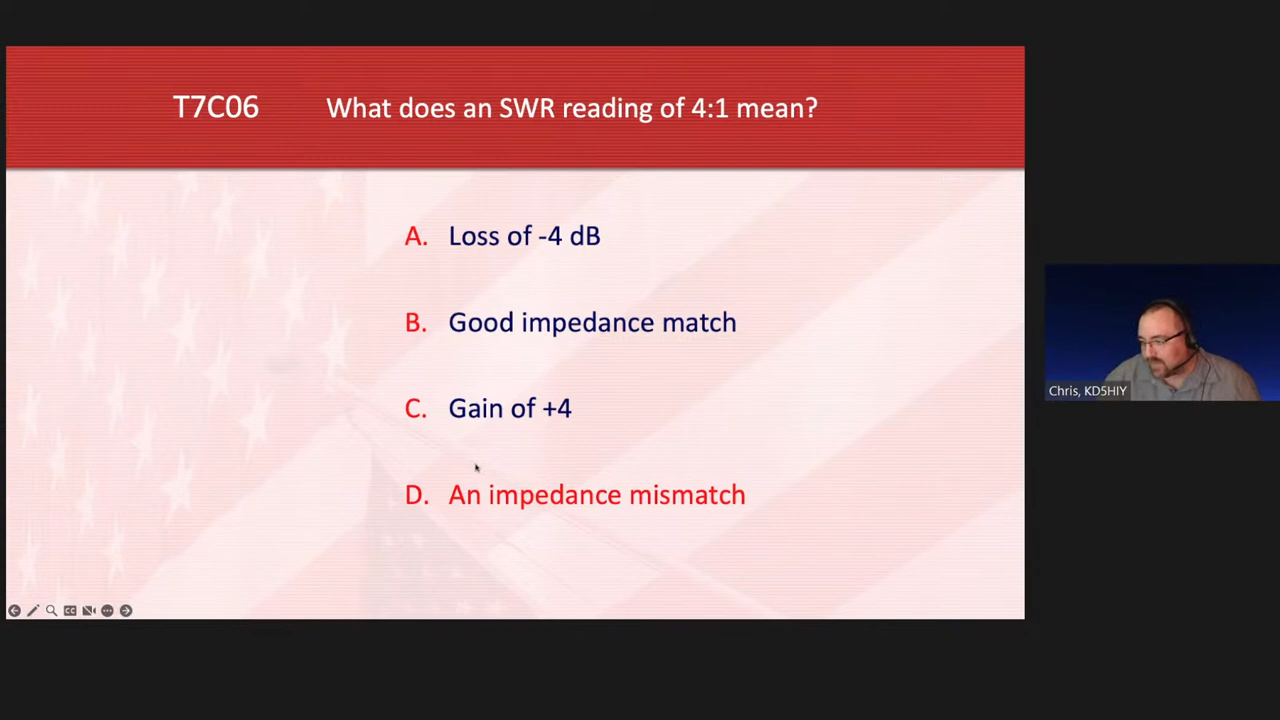 T7C06 What does an SWR reading of 4:1 mean?
A. Loss of -4 dB
B. Good impedance match
C. Gain of +4
D. An impedance mismatch
Chris, KD5HIY
CC